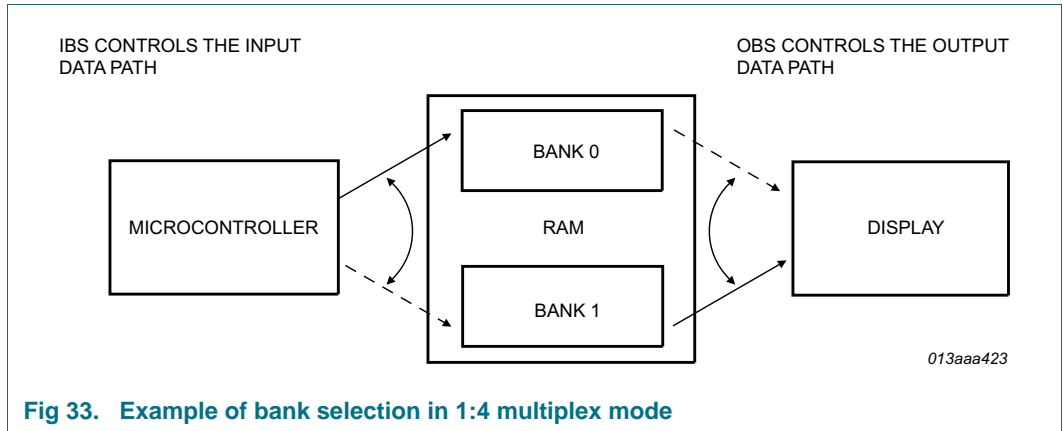 IBS CONTROLS THE INPUT
DATA PATH
OBS CONTROLS THE OUTPUT
DATA PATH
MICROCONTROLLER
BANK 0
RAM
BANK 1
DISPLAY
013aaa423
Fig 33. Example of bank selection in 1:4 multiplex mode